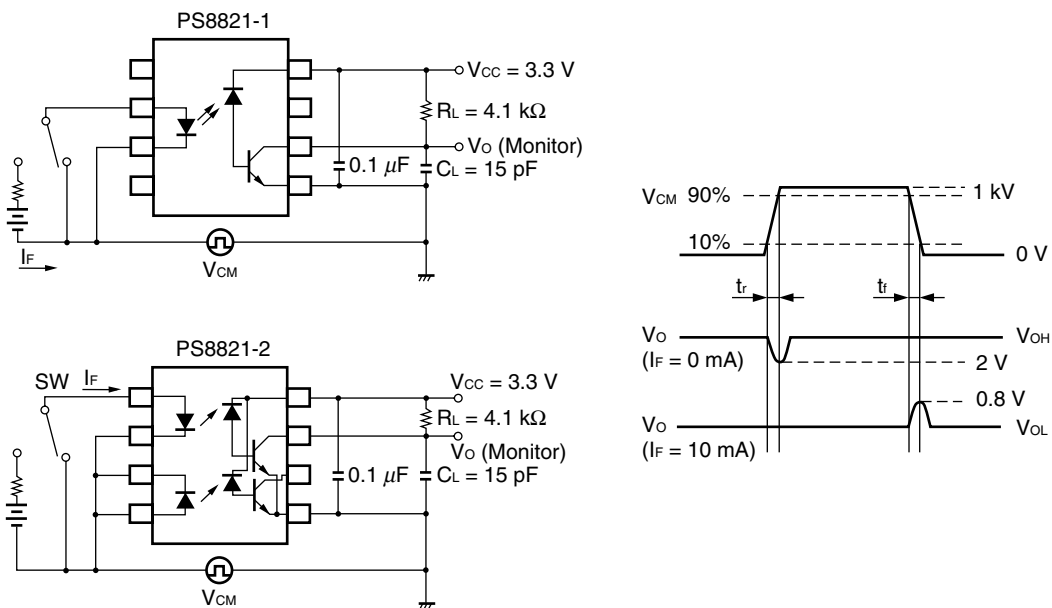 PS8821-1
VCC = 3.3 V
RL = 4.1 kΩ
VO (Monitor)
0.1 μF
CL = 15 pF
IF
VCM
PS8821-2
SW
IF
VCC = 3.3 V
RL = 4.1 kΩ
VO (Monitor)
0.1 μF
CL = 15 pF
VCM
VCM 90%
1 kV
10%
0 V
tr
tf
VO
(IF = 0 mA)
VOH
2 V
0.8 V
VO
(IF = 10 mA)
VOL